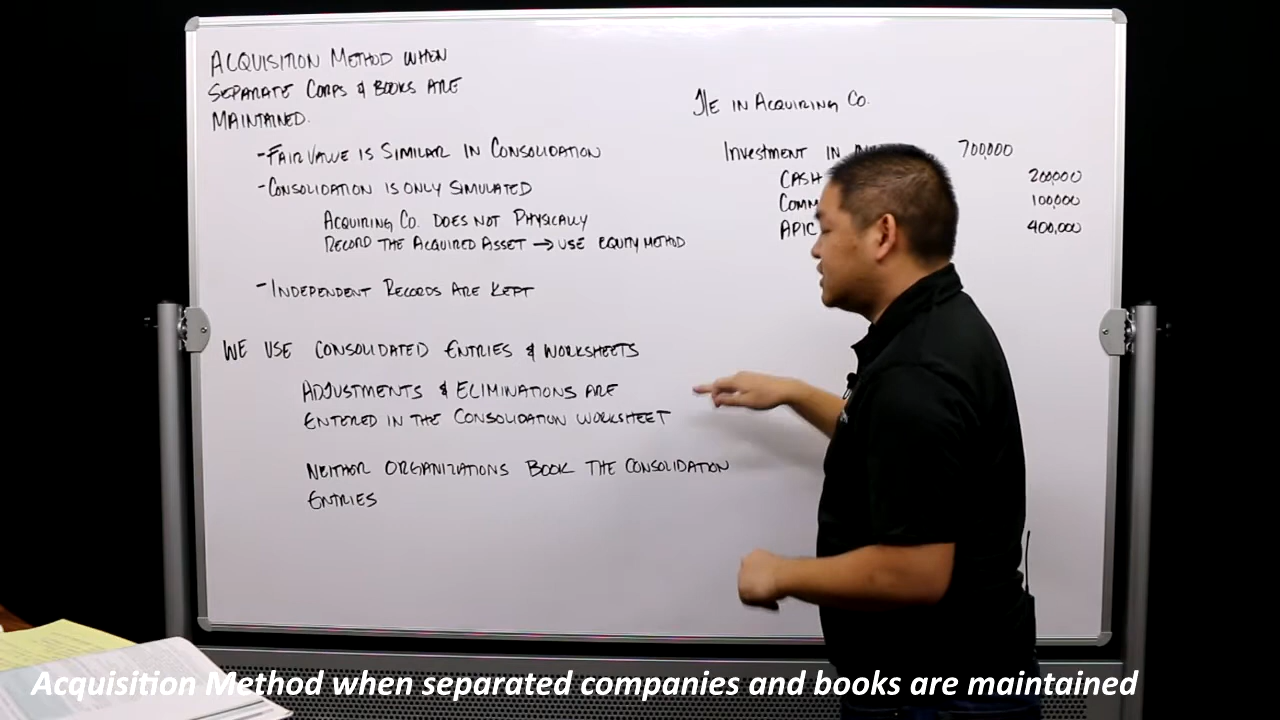 ACQUISITION METHOD WHEN
SEPARATE CORPS & BOOKS ARE
MAINTAINED.
- FAIR VALUE IS SIMILAR IN CONSOLIDATION
- CONSOLIDATION IS ONLY SIMULATED
ACQUIRING CO. DOES NOT PHYSICALLY
RECORD THE ACQUIRED ASSET → USE EQUITY METHOD
- INDEPENDENT RECORDS ARE KEPT
WE USE CONSOLIDATED ENTRIES & WORKSHEETS
ADJUSTMENTS & ELIMINATIONS ARE
ENTERED IN THE CONSOLIDATION WORKSHEET
NEITHOR ORGANIZATIONS BOOK THE CONSOLIDATION
ENTRIES
J/E IN ACQUIRING CO.
Investment IN 700,000
CASH 200,000
COMM 100,000
APIC 400,000
Acquisition Method when separated companies and books are maintained